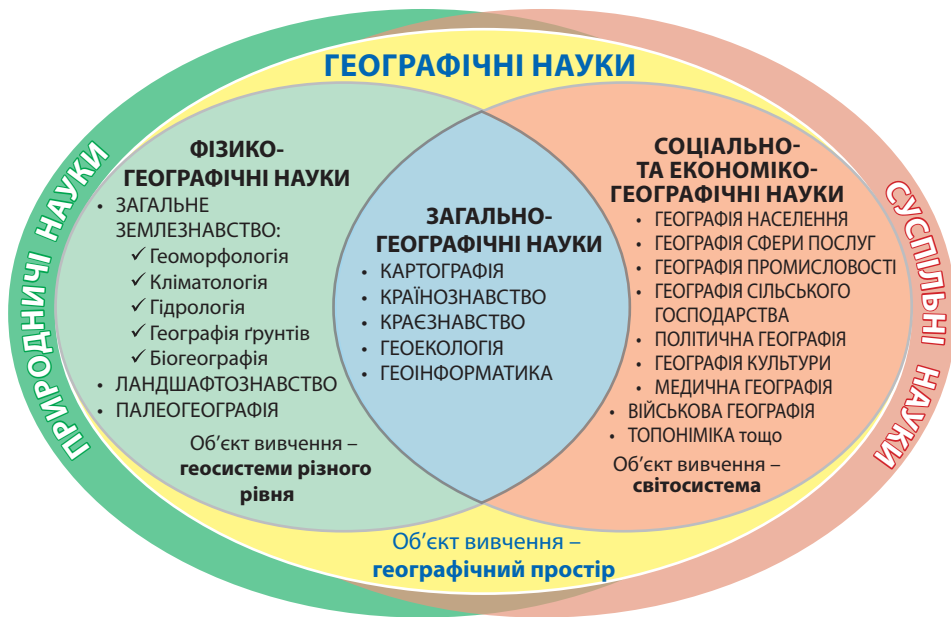 ГЕОГРАФІЧНІ НАУКИ
ПРИРОДНИЧІ НАУКИ
ФІЗИКО-
ГЕОГРАФІЧНІ НАУКИ
• ЗАГАЛЬНЕ
ЗЕМЛЕЗНАВСТВО:
✓ Геоморфологія
✓ Кліматологія
✓ Гідрологія
✓ Географія ґрунтів
✓ Біогеографія
• ЛАНДШАФТОЗНАВСТВО
• ПАЛЕОГЕОГРАФІЯ
Об’єкт вивчення –
геосистеми різного
рівня
ЗАГАЛЬНО-
ГЕОГРАФІЧНІ НАУКИ
• КАРТОГРАФІЯ
• КРАЇНОЗНАВСТВО
• КРАЄЗНАВСТВО
• ГЕОЕКОЛОГІЯ
• ГЕОІНФОРМАТИКА
СОЦІАЛЬНО-
ТА ЕКОНОМІКО-
ГЕОГРАФІЧНІ НАУКИ
• ГЕОГРАФІЯ НАСЕЛЕННЯ
• ГЕОГРАФІЯ СФЕРИ ПОСЛУГ
• ГЕОГРАФІЯ ПРОМИСЛОВОСТІ
• ГЕОГРАФІЯ СІЛЬСЬКОГО
ГОСПОДАРСТВА
• ПОЛІТИЧНА ГЕОГРАФІЯ
• ГЕОГРАФІЯ КУЛЬТУРИ
• МЕДИЧНА ГЕОГРАФІЯ
• ВІЙСЬКОВА ГЕОГРАФІЯ
• ТОПОНІМІКА тощо
Об’єкт вивчення –
світосистема
СУСПІЛЬНІ НАУКИ
Об’єкт вивчення –
географічний простір